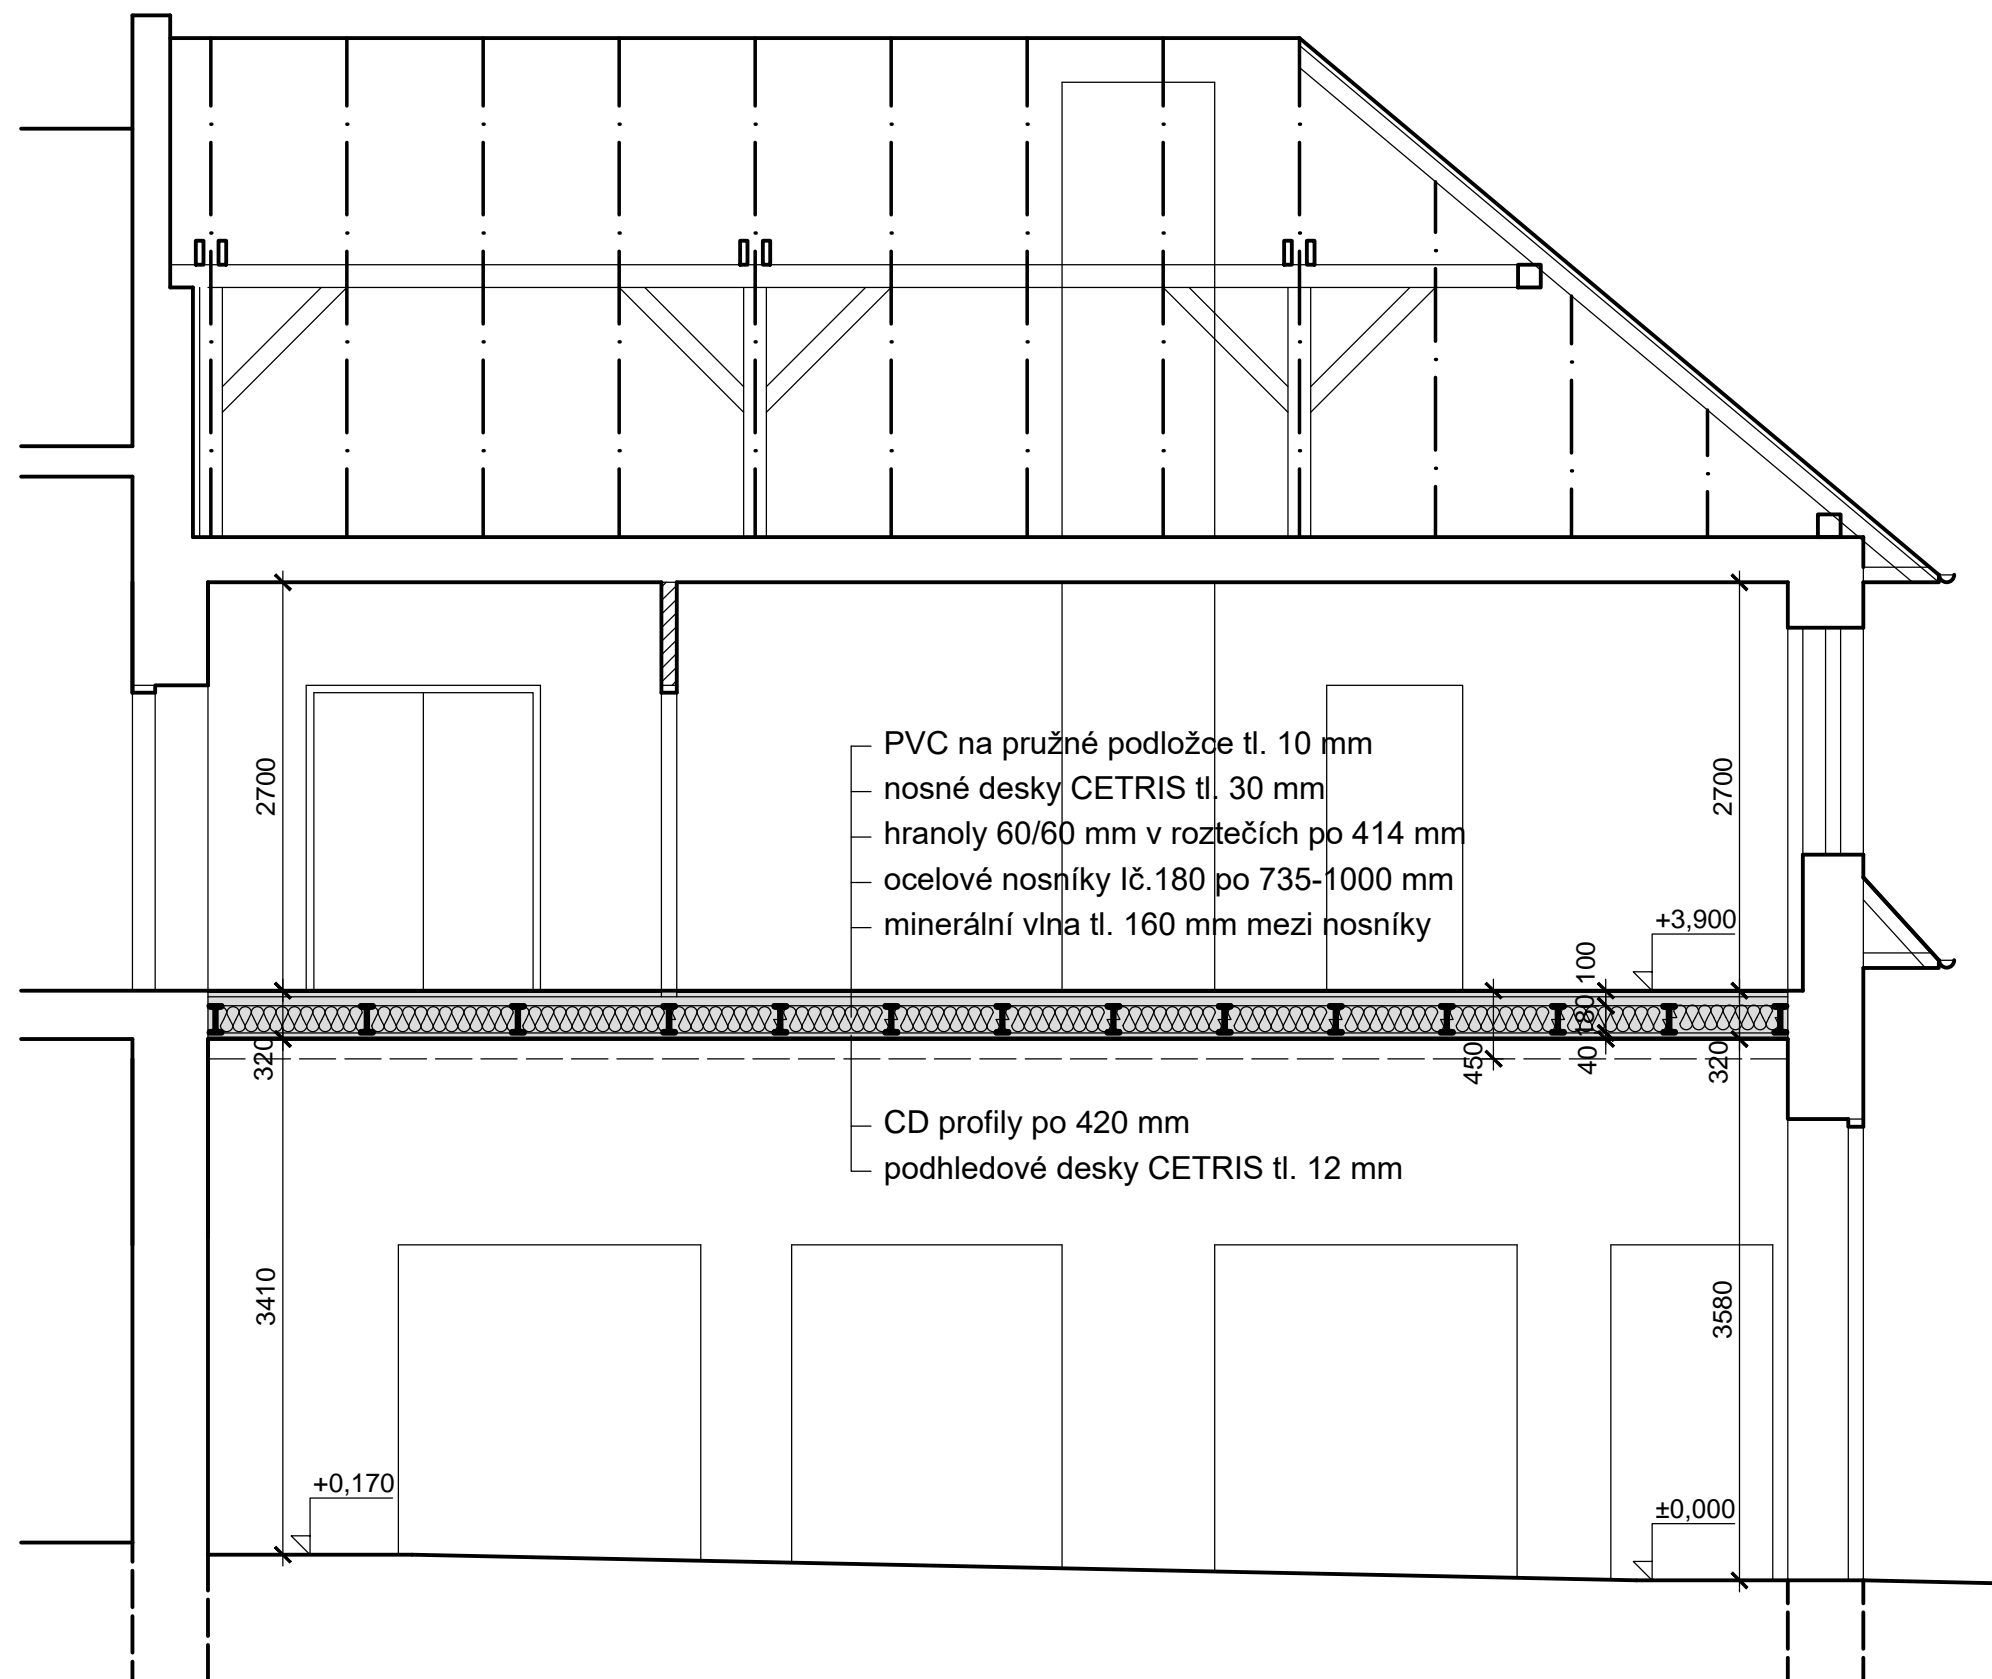 PVC na pružné podložce tl. 10 mm
nosné desky CETRIS tl. 30 mm
hranoly 60/60 mm v roztečích po 414 mm
ocelové nosníky Ič.180 po 735-1000 mm
minerální vlna tl. 160 mm mezi nosníky
2700
2700
+3,900
100
180
40
450
320
320
CD profily po 420 mm
podhledové desky CETRIS tl. 12 mm
3410
3580
+0,170
±0,000